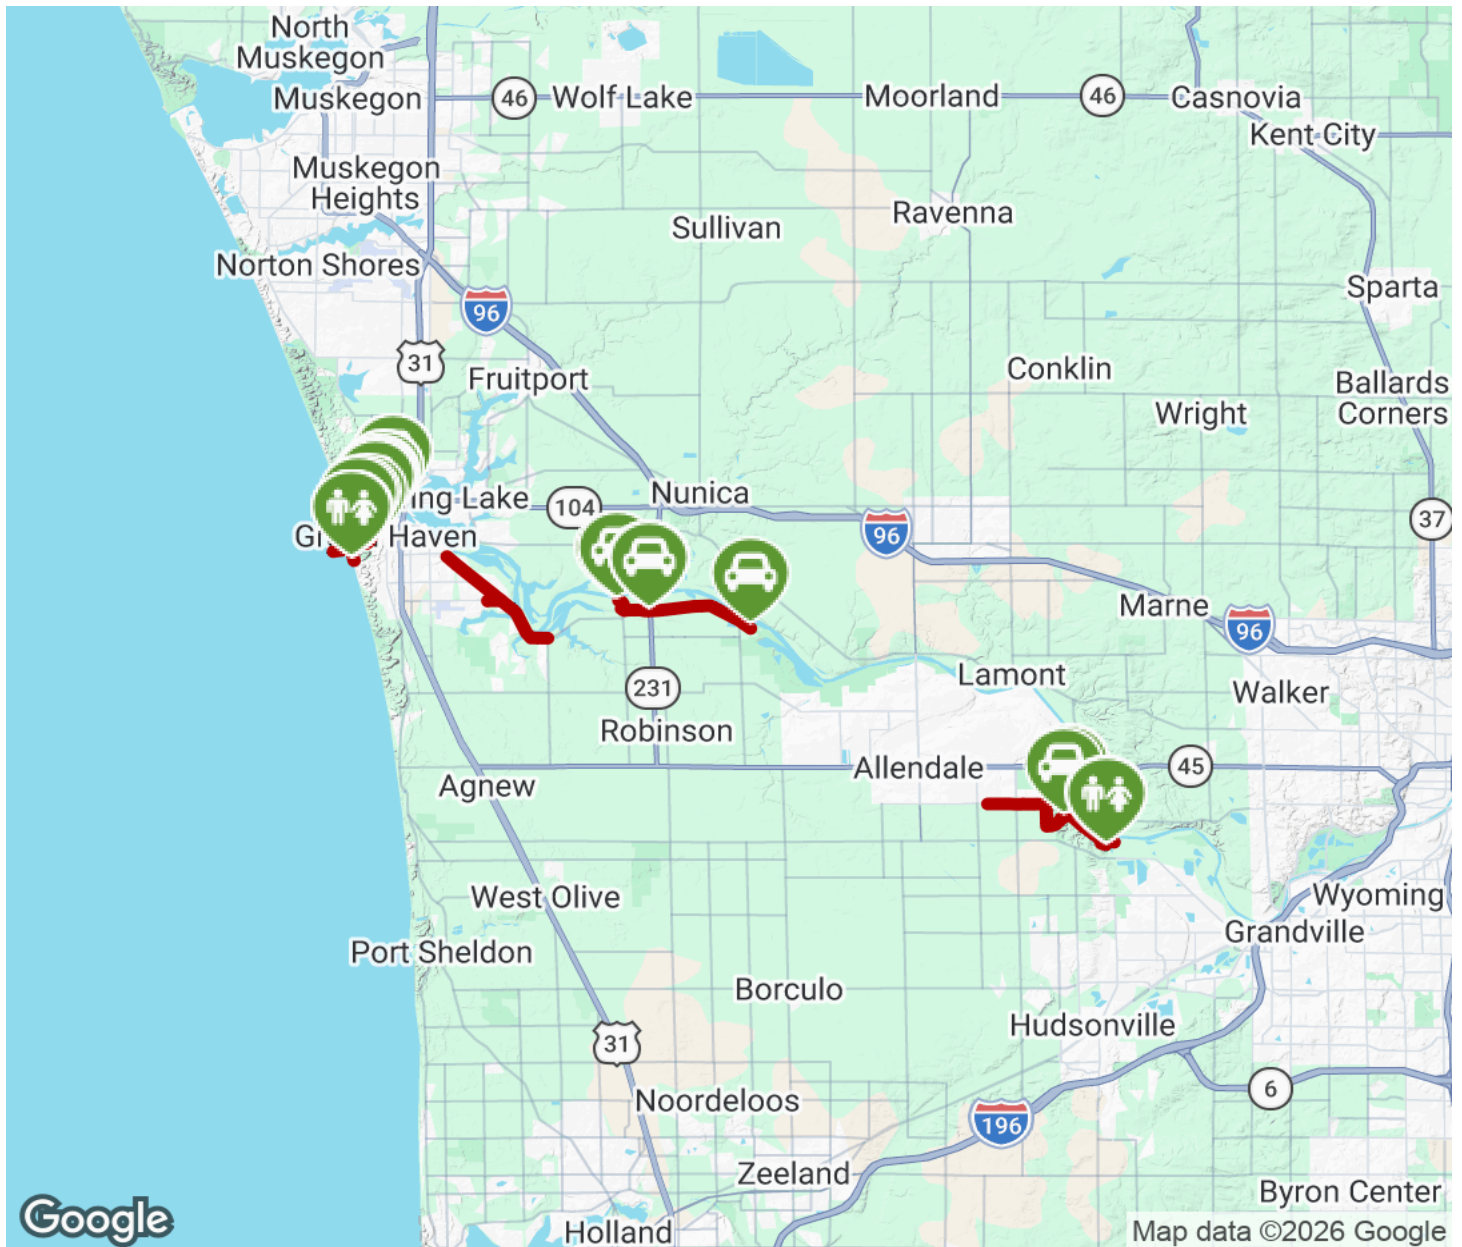 North
Muskegon
Muskegon
46
Wolf Lake
Moorland
46
Casnovia
Kent City
Muskegon
Heights
Sullivan
Ravenna
Norton Shores
Sparta
96
31
Fruitport
Conklin
Ballards
Corners
Wright
ing Lake
104
Nunica
37
G Haven
96
Marne
96
Lamont
231
Walker
Robinson
Allendale
45
Agnew
West Olive
Wyoming
Grandville
Port Sheldon
Borculo
Hudsonville
31
6
Noordeloos
196
Zeeland
Byron Center
Google
Holland
Map data ©2026 Google